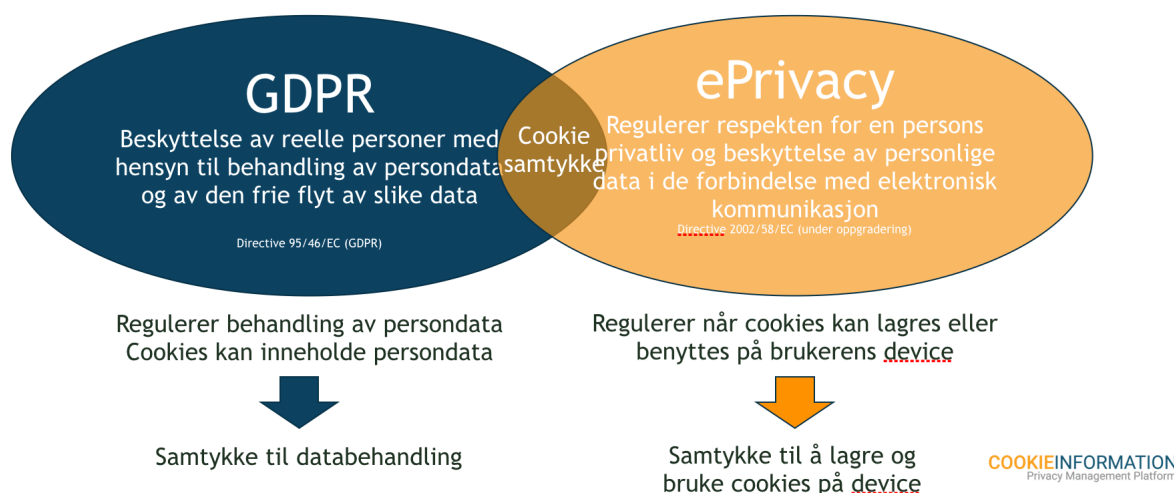 GDPR
Beskyttelse av reelle personer med
hensyn til behandling av persondata
og av den frie flyt av slike data
Directive 95/46/EC (GDPR)
Cookie
samtykke
ePrivacy
Regulerer respekten for en persons
privatliv og beskyttelse av personlige
data i de forbindelse med elektronisk
kommunikasjon
Directive 2002/58/EC (under oppgradering)
Regulerer behandling av persondata
Cookies kan inneholde persondata
Samtykke til databehandling
Regulerer når cookies kan lagres eller
benyttes på brukerens device
Samtykke til å lagre og
bruke cookies på device
COOKIEINFORMATION
Privacy Management Platform